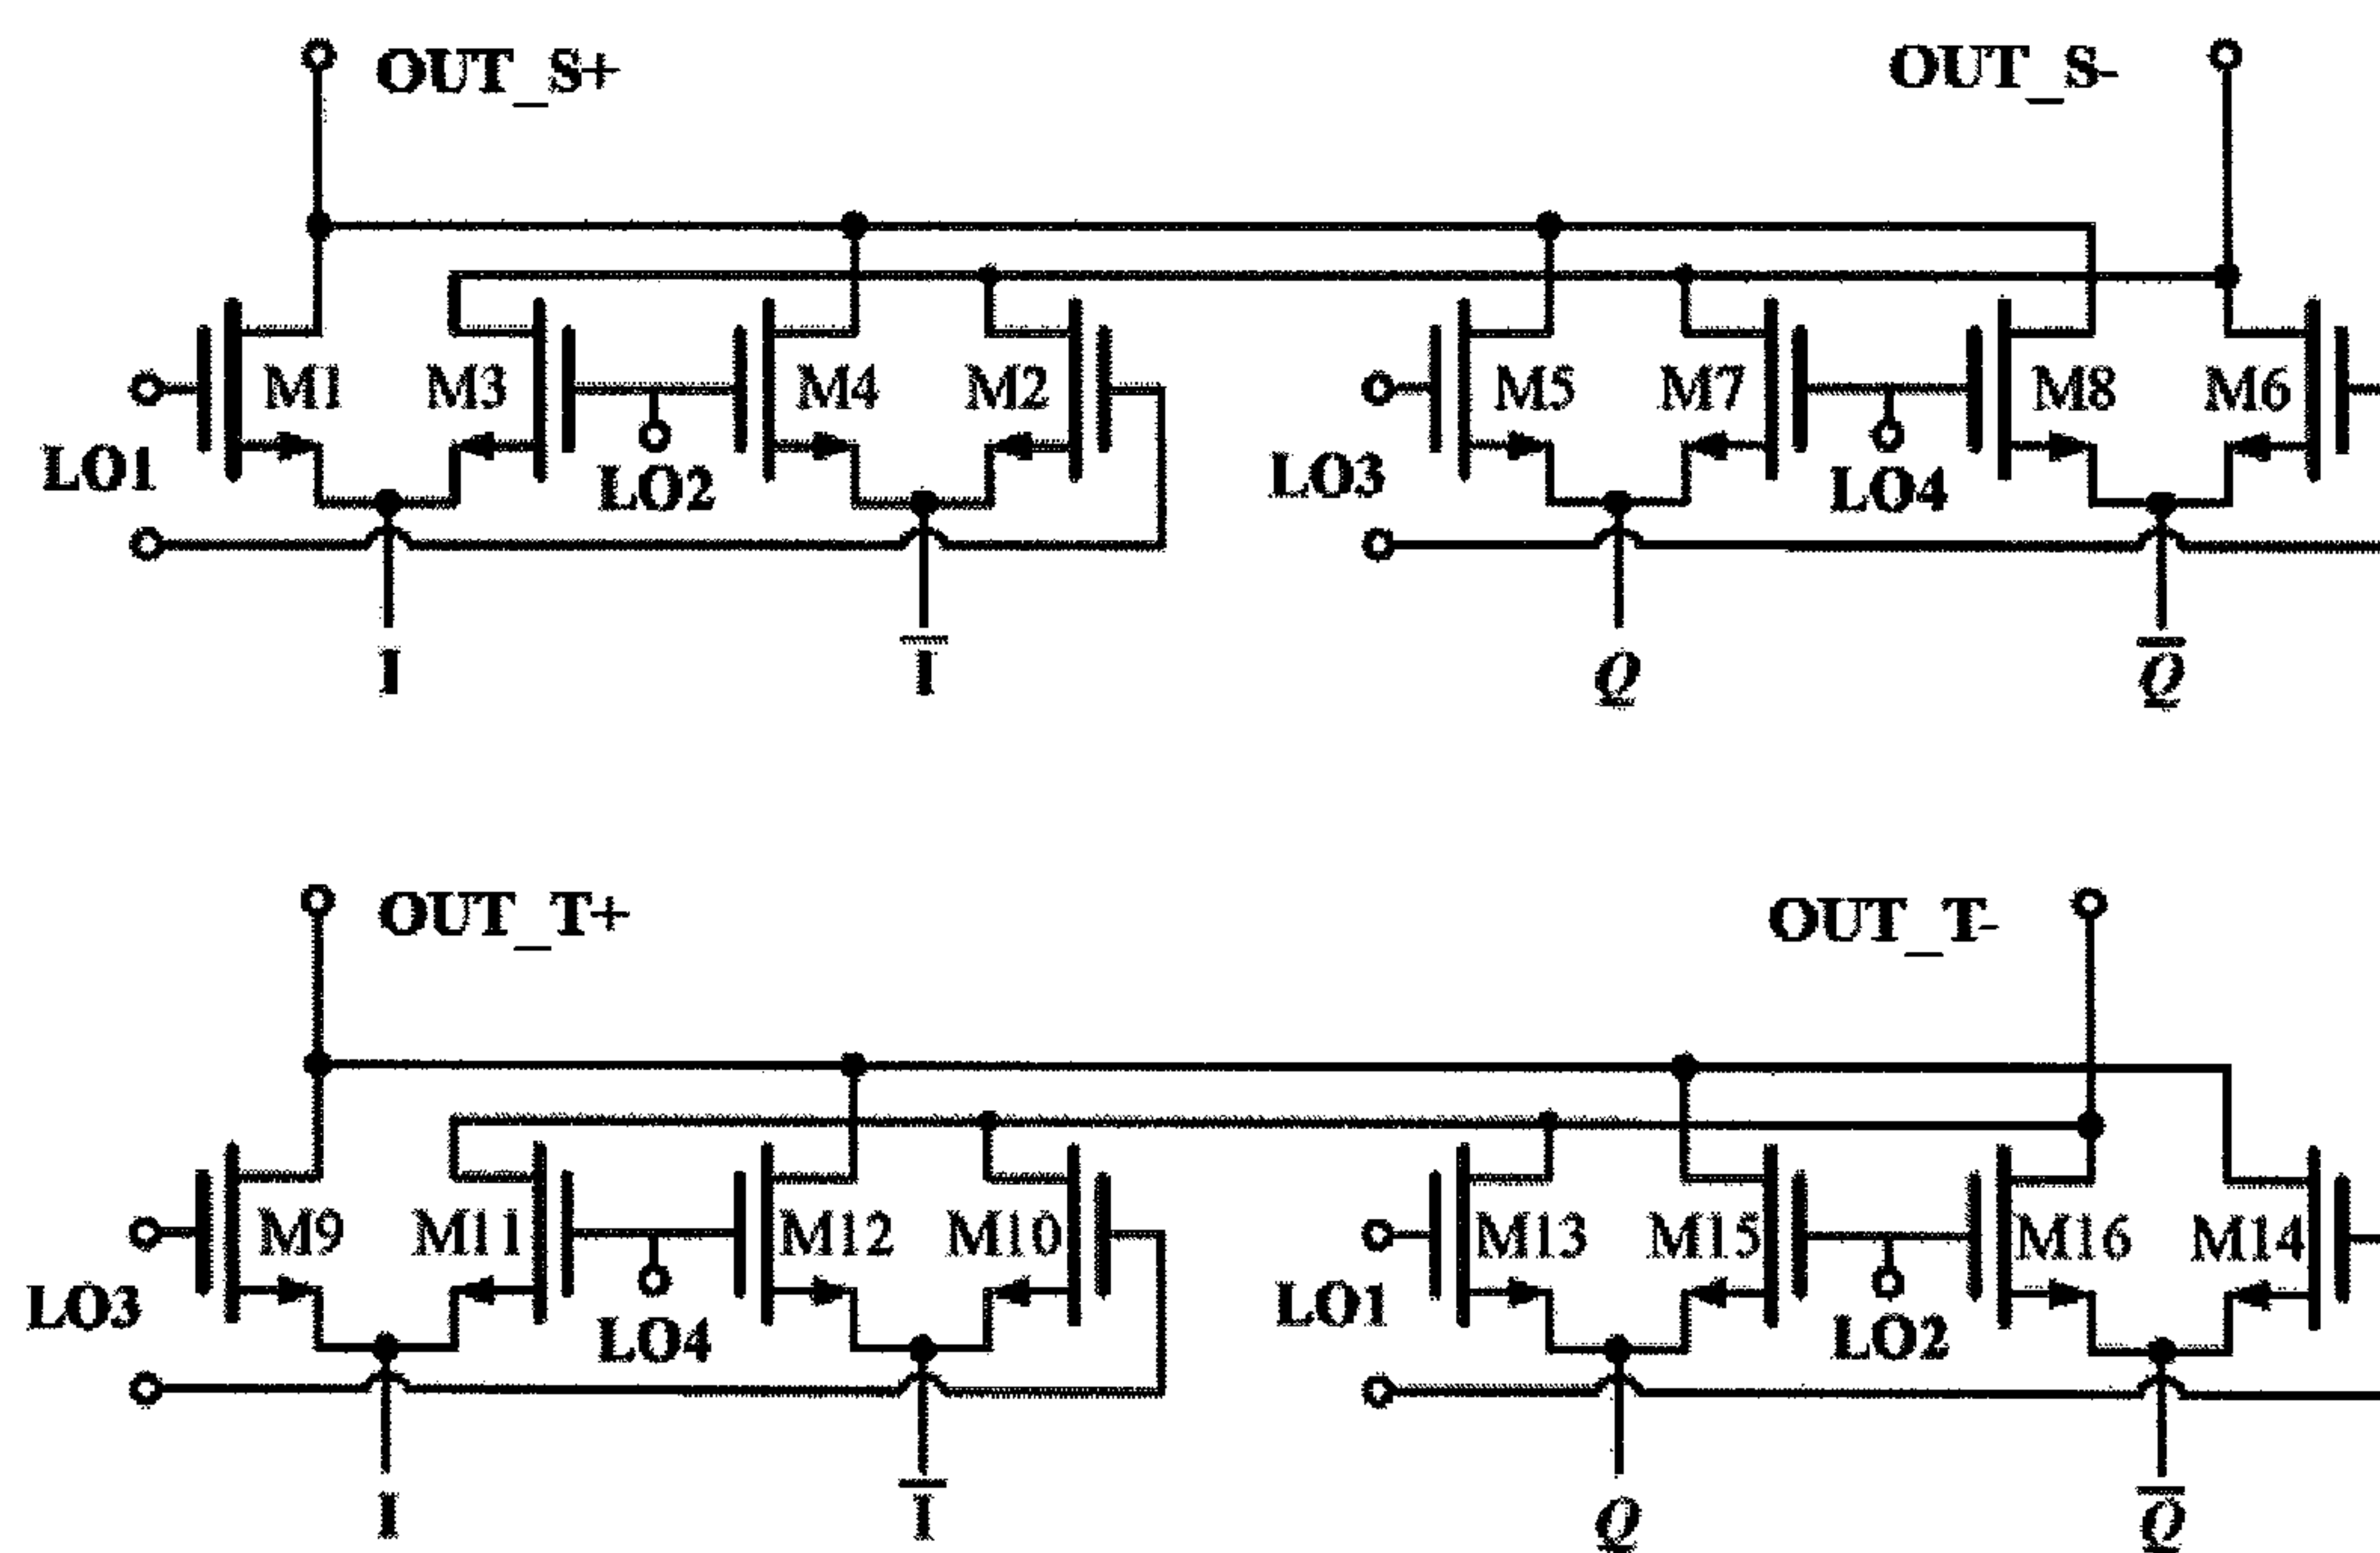 OUT_S+ OUT_S-
M1 M3 M4 M2 M5 M7 M8 M6
LO1 LO2 LO3 LO4
I I̅ Q Q̅
OUT_T+ OUT_T-
M9 M11 M12 M10 M13 M15 M16 M14
LO3 LO4 LO1 LO2
I I̅ Q Q̅